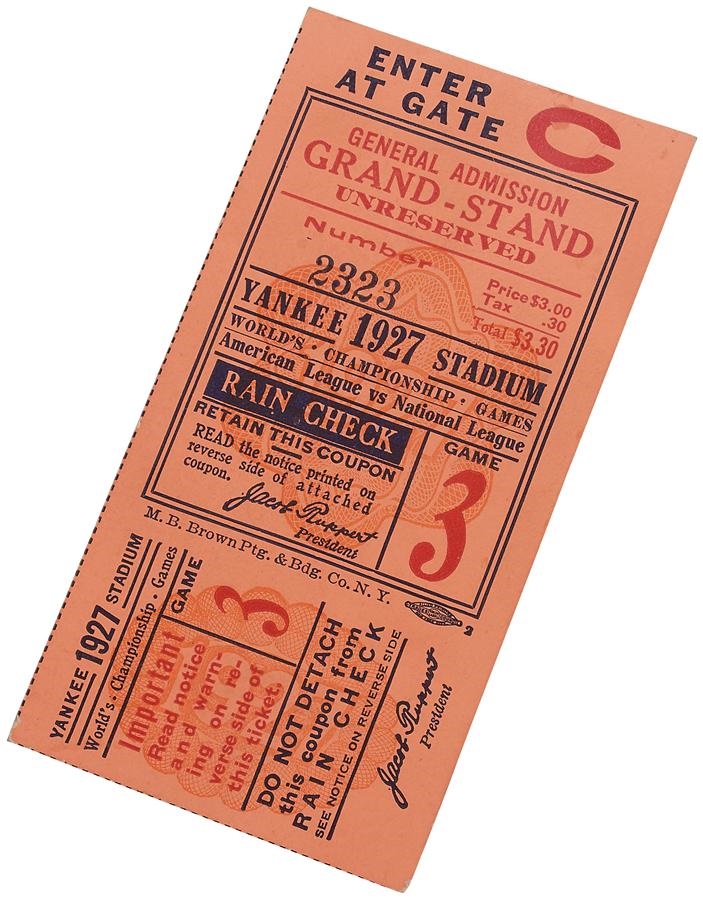 ENTER
AT GATE C
GENERAL ADMISSION
GRAND-STAND
UNRESERVED
Number
2323
Price $3.00
Tax .30
Total $3.30
YANKEE 1927 STADIUM
WORLD'S · CHAMPIONSHIP · GAMES
American League vs National League
RAIN CHECK
RETAIN THIS COUPON
READ the notice printed on
reverse side of attached
coupon.
Jacob Ruppert
President
GAME
3
M. B. Brown Ptg. & Bdg. Co. N. Y.
2
YANKEE 1927 STADIUM
World's · Championship · Games
GAME
3
Important
Read notice
and warn-
ing on re-
verse side of
this ticket.
DO NOT DETACH
this coupon from
RAIN CHECK
SEE NOTICE ON REVERSE SIDE
Jacob Ruppert
President